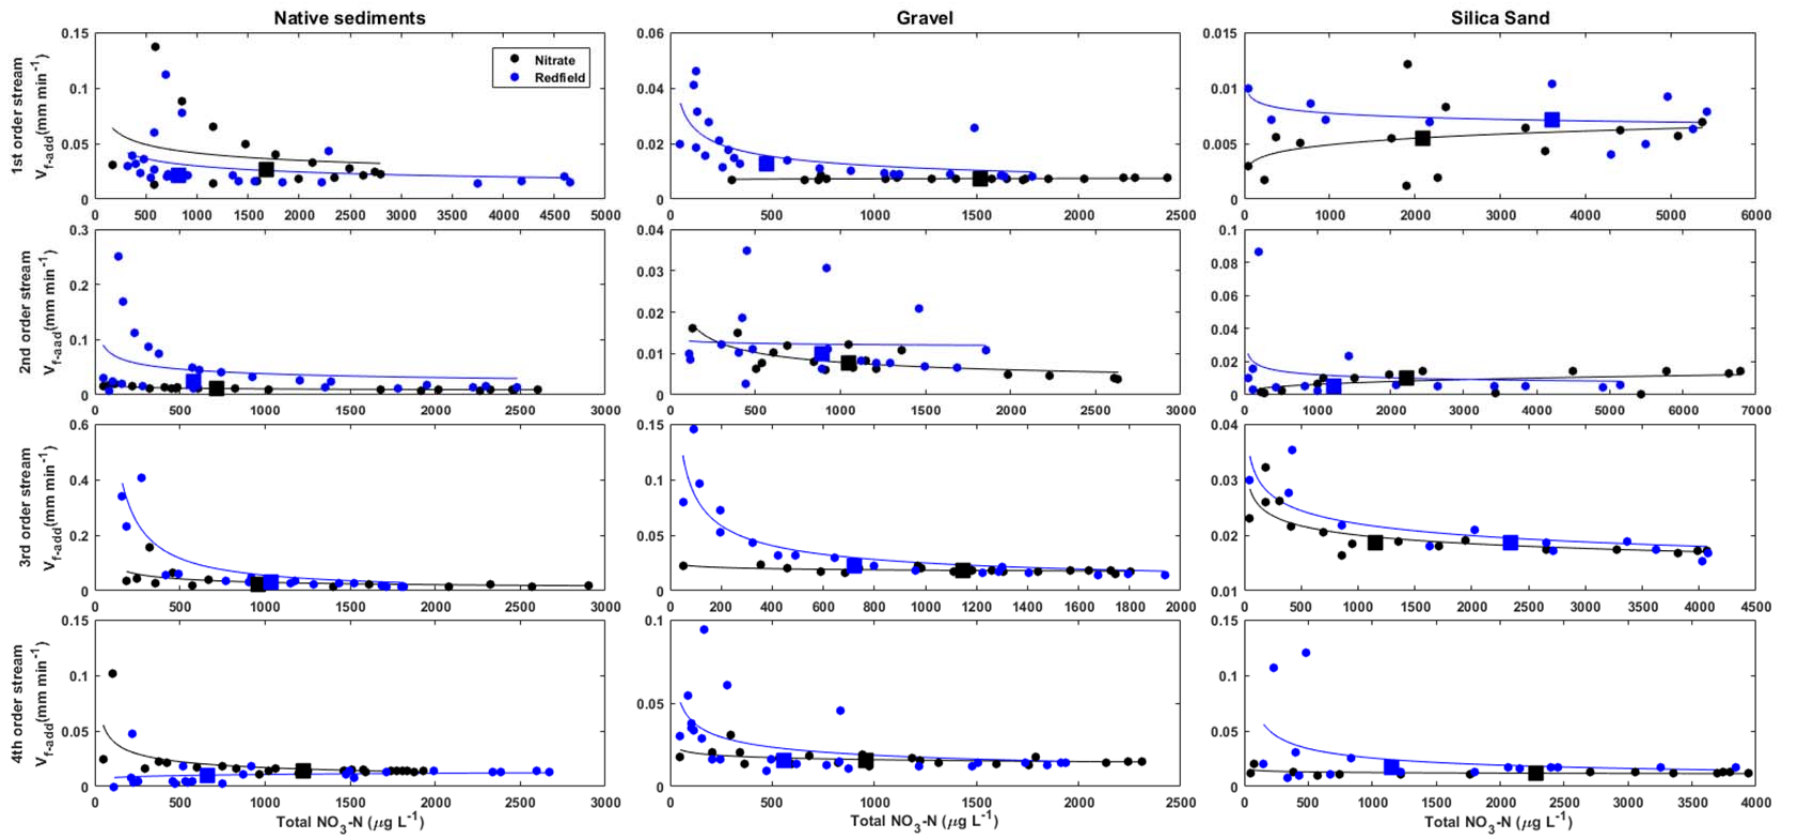 Native sediments Gravel Silica Sand
1st order stream
V_f-add(mm min⁻¹)
0.15 0.1 0.05 0
Nitrate
Redfield
0 500 1000 1500 2000 2500 3000 3500 4000 4500 5000
0.06 0.04 0.02 0
0 500 1000 1500 2000 2500
0.015 0.01 0.005 0
0 1000 2000 3000 4000 5000 6000
2nd order stream
V_f-aad(mm min⁻¹)
0.3 0.2 0.1 0
0 500 1000 1500 2000 2500 3000
0.04 0.03 0.02 0.01 0
0 500 1000 1500 2000 2500 3000
0.1 0.08 0.06 0.04 0.02 0
0 1000 2000 3000 4000 5000 6000 7000
3rd order stream
V_f-add(mm min⁻¹)
0.6 0.4 0.2 0
0 500 1000 1500 2000 2500 3000
0.15 0.1 0.05 0
0 200 400 600 800 1000 1200 1400 1600 1800 2000
0.04 0.03 0.02 0.01
0 500 1000 1500 2000 2500 3000 3500 4000 4500
4th order stream
V_f-add(mm min⁻¹)
0.15 0.1 0.05 0
0 500 1000 1500 2000 2500 3000
0.1 0.05 0
0 500 1000 1500 2000 2500
0.15 0.1 0.05 0
0 500 1000 1500 2000 2500 3000 3500 4000
Total NO₃-N (μg L⁻¹) Total NO₃-N (μg L⁻¹) Total NO₃-N (μg L⁻¹)